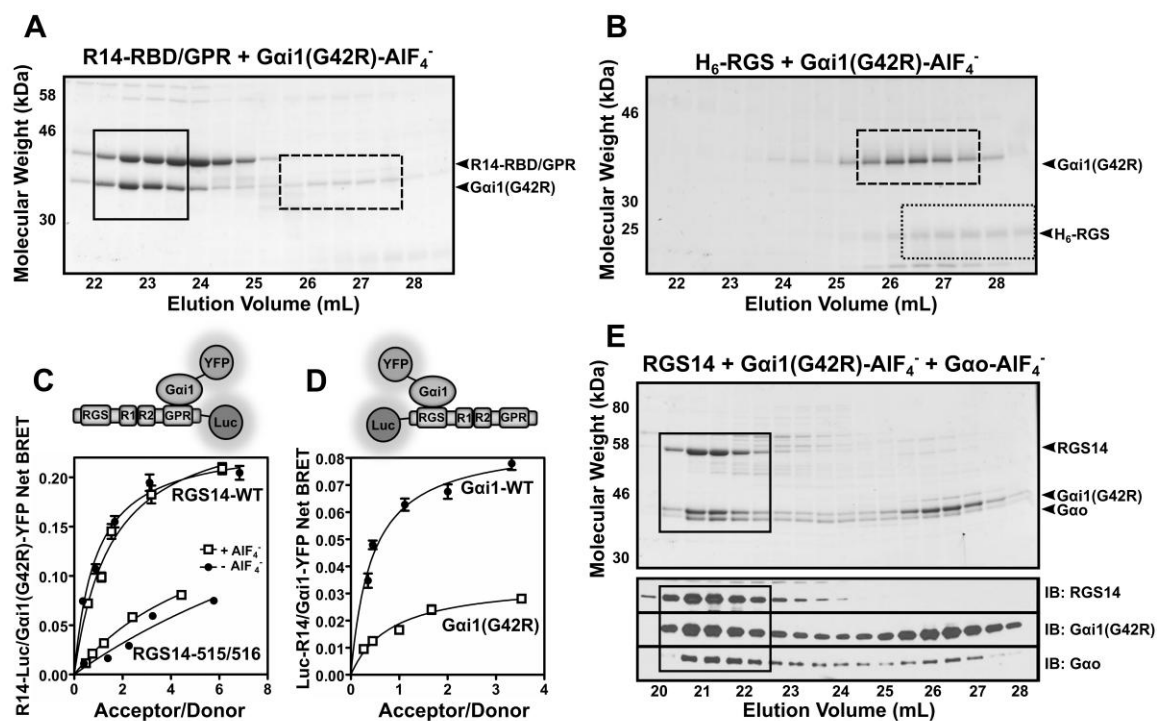 A
R14-RBD/GPR + Gαi1(G42R)-AlF4-
Molecular Weight (kDa)
58
46
30
R14-RBD/GPR
Gαi1(G42R)
22 23 24 25 26 27 28
Elution Volume (mL)
B
H6-RGS + Gαi1(G42R)-AlF4-
Molecular Weight (kDa)
46
30
25
Gαi1(G42R)
H6-RGS
22 23 24 25 26 27 28
Elution Volume (mL)
C
YFP
Gαi1
RGS R1 R2 GPR Luc
R14-Luc/Gαi1(G42R)-YFP Net BRET
0.20
0.15
0.10
0.05
0.00
RGS14-WT
+ AlF4-
- AlF4-
RGS14-515/516
0 2 4 6 8
Acceptor/Donor
D
YFP
Gαi1
Luc RGS R1 R2 GPR
Luc-R14/Gαi1-YFP Net BRET
0.08
0.07
0.06
0.05
0.04
0.03
0.02
0.01
0.00
Gαi1-WT
Gαi1(G42R)
0 1 2 3 4
Acceptor/Donor
E
RGS14 + Gαi1(G42R)-AlF4- + Gαo-AlF4-
Molecular Weight (kDa)
80
58
46
30
RGS14
Gαi1(G42R)
Gαo
IB: RGS14
IB: Gαi1(G42R)
IB: Gαo
20 21 22 23 24 25 26 27 28
Elution Volume (mL)